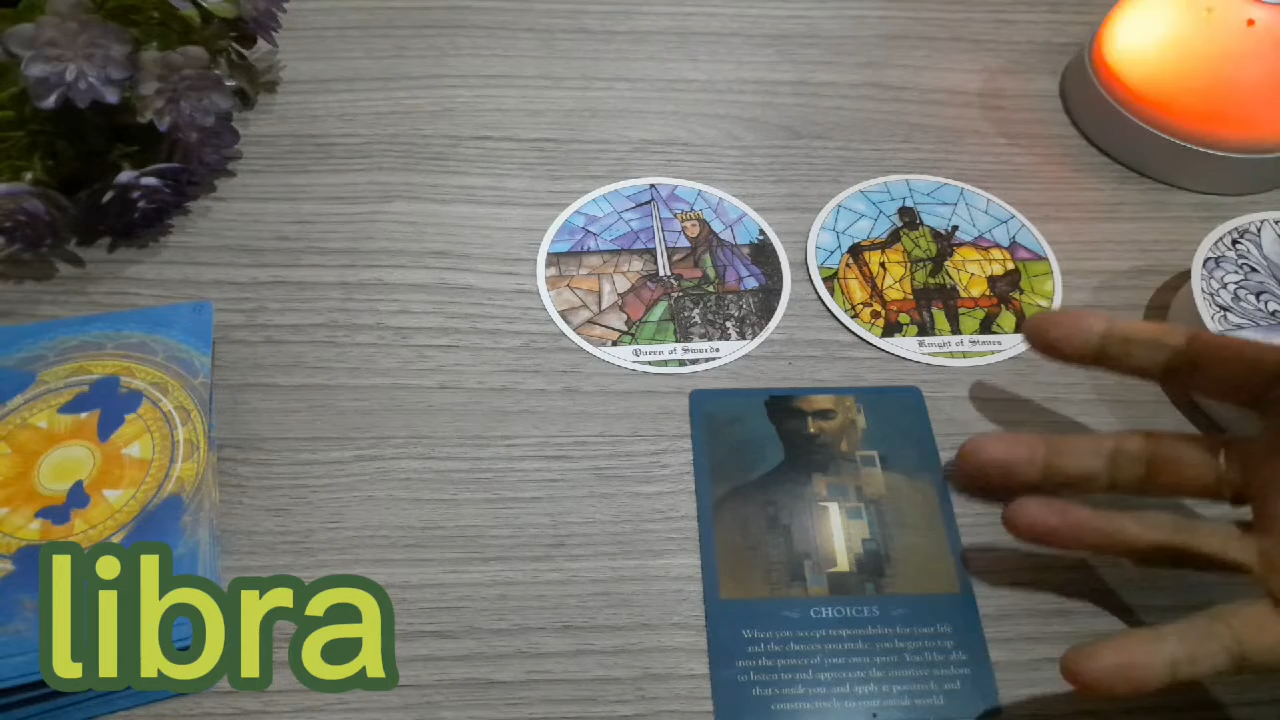 Queen of Swords
Knight of Staves
CHOICES
When you accept responsibility for your life
and the choices you make, you begin to tap
into the power of your own spirit. You'll be able
to listen to and appreciate the intuitive wisdom
that's inside you, and apply it positively and
constructively to your outside world.
libra